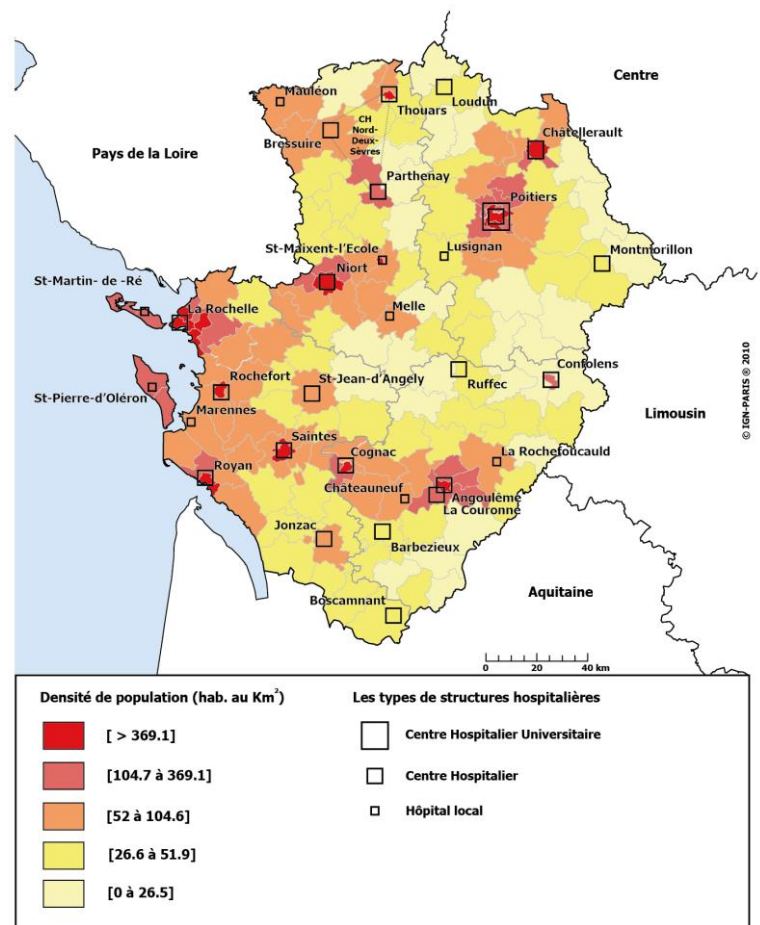 Centre
Mauléon
Loudun
Thouars
CH
Nord-
Deux-
Sèvres
Châtellerault
Bressuire
Pays de la Loire
Parthenay
Poitiers
St-Maixent-l'Ecole
Lusignan
Montmorillon
Niort
St-Martin- de -Ré
La Rochelle
Melle
Confolens
Rochefort
St-Jean-d'Angely
Ruffec
St-Pierre-d'Oléron
Marennes
Limousin
© IGN-PARIS ® 2010
Saintes
Cognac
La Rochefoucauld
Royan
Châteauneuf
Angoulême
La Couronne
Jonzac
Barbezieux
Aquitaine
Boscamnant
0 20 40 km
Densité de population (hab. au Km²)
[ > 369.1]
[104.7 à 369.1]
[52 à 104.6]
[26.6 à 51.9]
[0 à 26.5]
Les types de structures hospitalières
Centre Hospitalier Universitaire
Centre Hospitalier
Hôpital local